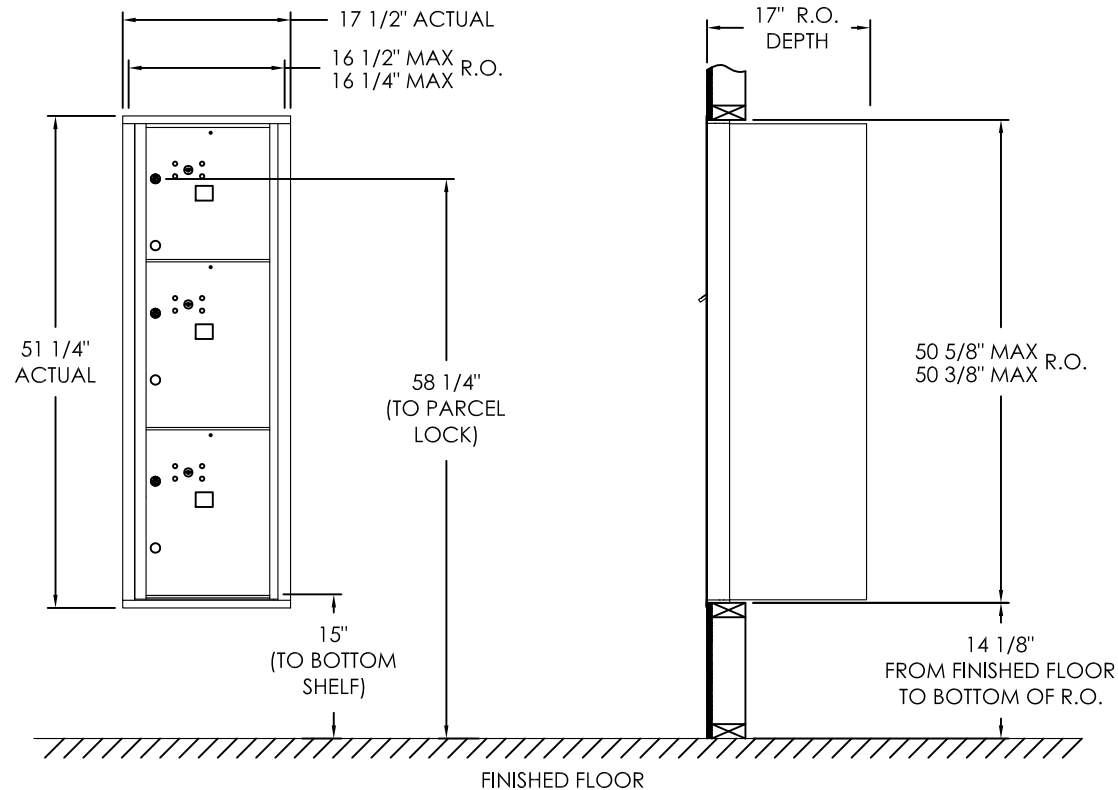 17 1/2" ACTUAL
16 1/2" MAX
16 1/4" MAX
R.O.
17" R.O.
DEPTH
51 1/4"
ACTUAL
58 1/4"
(TO PARCEL
LOCK)
50 5/8" MAX
50 3/8" MAX
R.O.
15"
(TO BOTTOM
SHELF)
14 1/8"
FROM FINISHED FLOOR
TO BOTTOM OF R.O.
FINISHED FLOOR